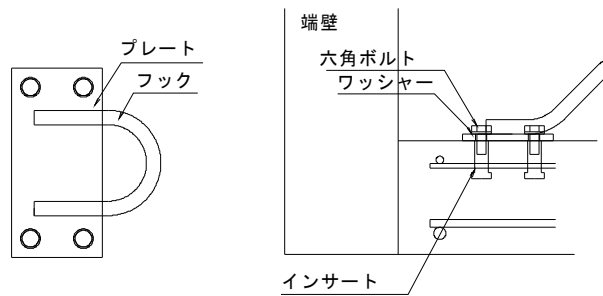 プレート
フック
端壁
六角ボルト
ワッシャー
インサート